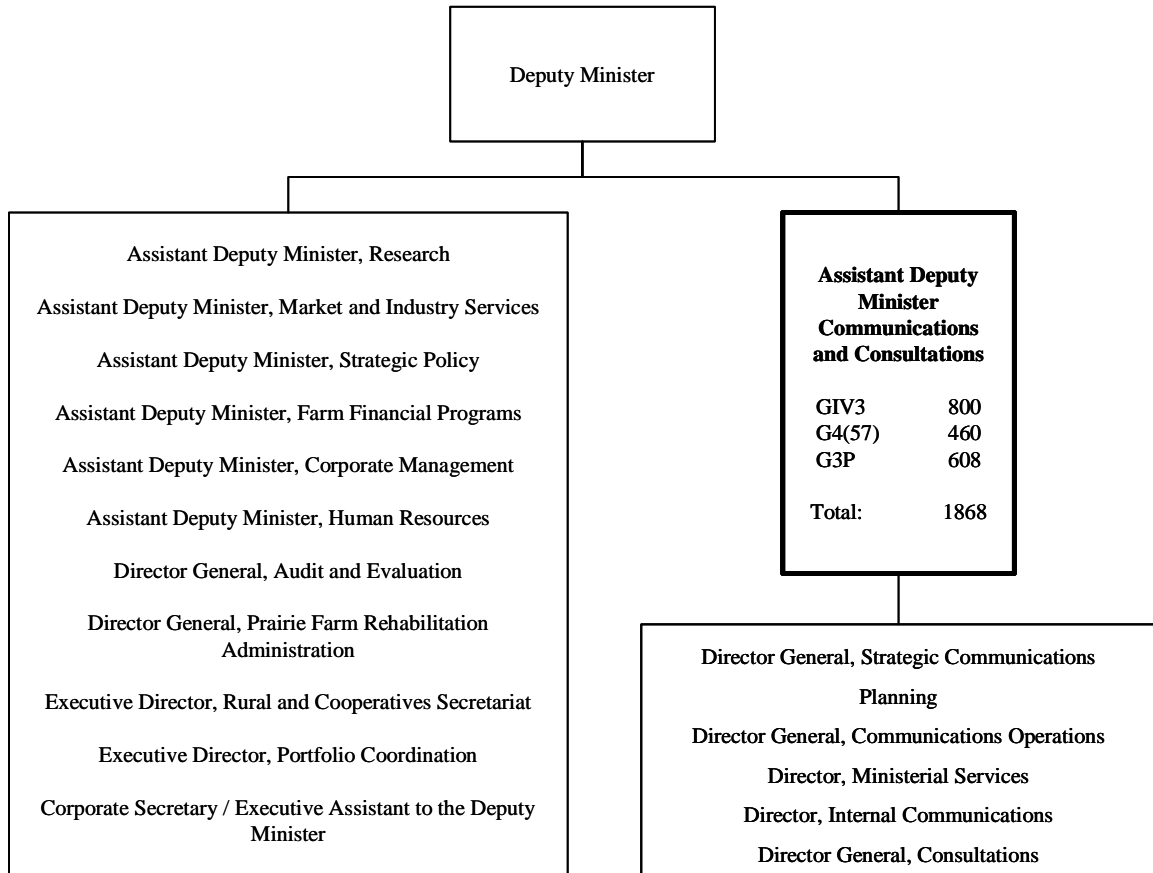 Deputy Minister
Assistant Deputy Minister, Research
Assistant Deputy Minister, Market and Industry Services
Assistant Deputy Minister, Strategic Policy
Assistant Deputy Minister, Farm Financial Programs
Assistant Deputy Minister, Corporate Management
Assistant Deputy Minister, Human Resources
Director General, Audit and Evaluation
Director General, Prairie Farm Rehabilitation
Administration
Executive Director, Rural and Cooperatives Secretariat
Executive Director, Portfolio Coordination
Corporate Secretary / Executive Assistant to the Deputy
Minister
Assistant Deputy
Minister
Communications
and Consultations
GIV3 800
G4(57) 460
G3P 608
Total: 1868
Director General, Strategic Communications
Planning
Director General, Communications Operations
Director, Ministerial Services
Director, Internal Communications
Director General, Consultations